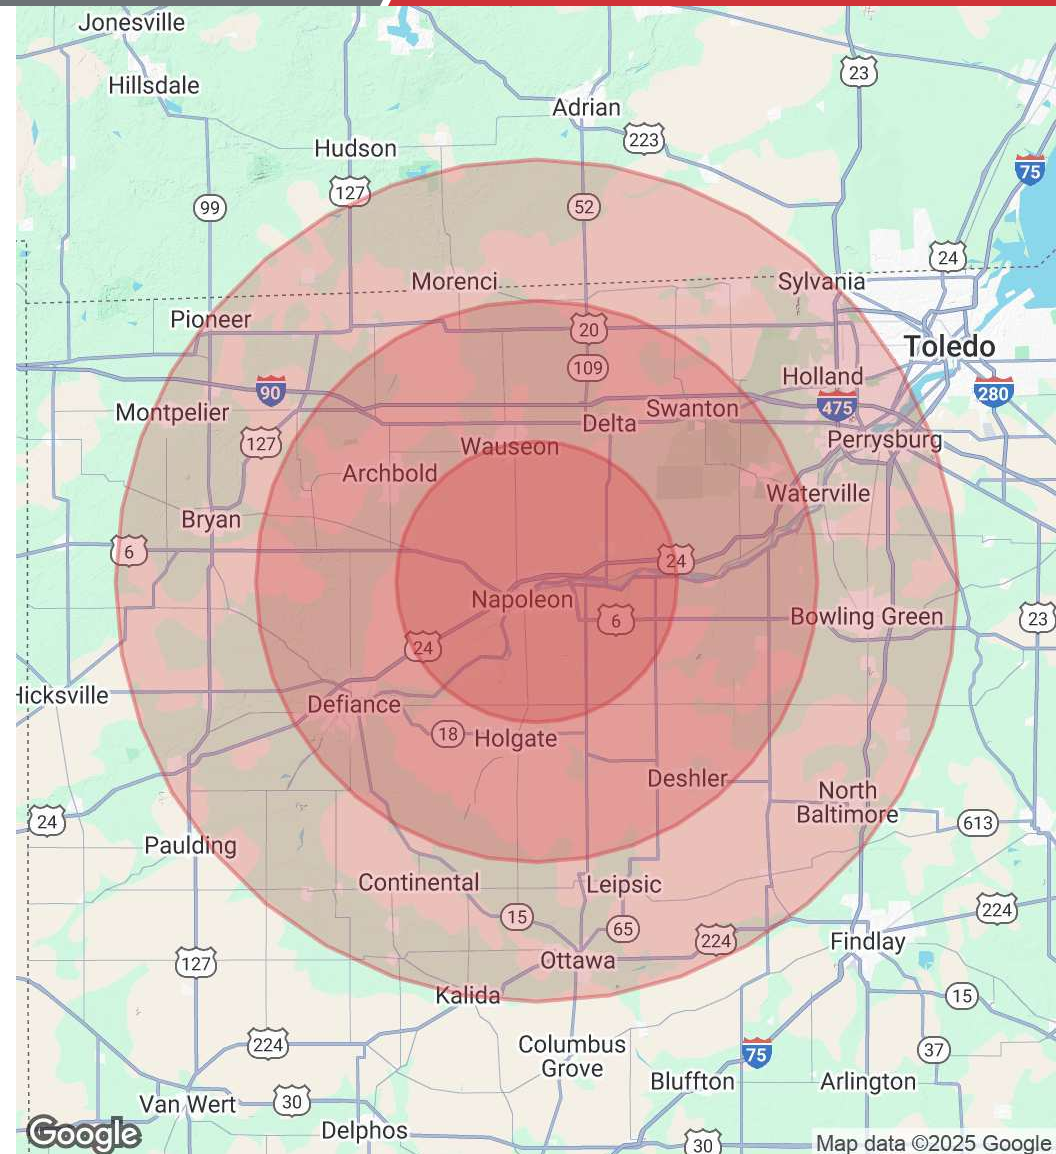 Jonesville
23
Hillsdale
Adrian
223
Hudson
75
127
99
52
24
Morenci
Sylvania
Pioneer
20
Toledo
109
Holland
90
280
475
Montpelier
Swanton
Delta
127
Wauseon
Perrysburg
Archbold
Waterville
Bryan
6
24
Napoleon
Bowling Green
6
23
24
Hicksville
Defiance
18
Holgate
Deshler
North
Baltimore
24
613
Paulding
Continental
Leipsic
224
15
65
224
Findlay
Ottawa
127
Kalida
15
224
Columbus
Grove
37
75
Bluffton
Arlington
Van Wert
30
Delphos
Google
30
Map data ©2025 Google